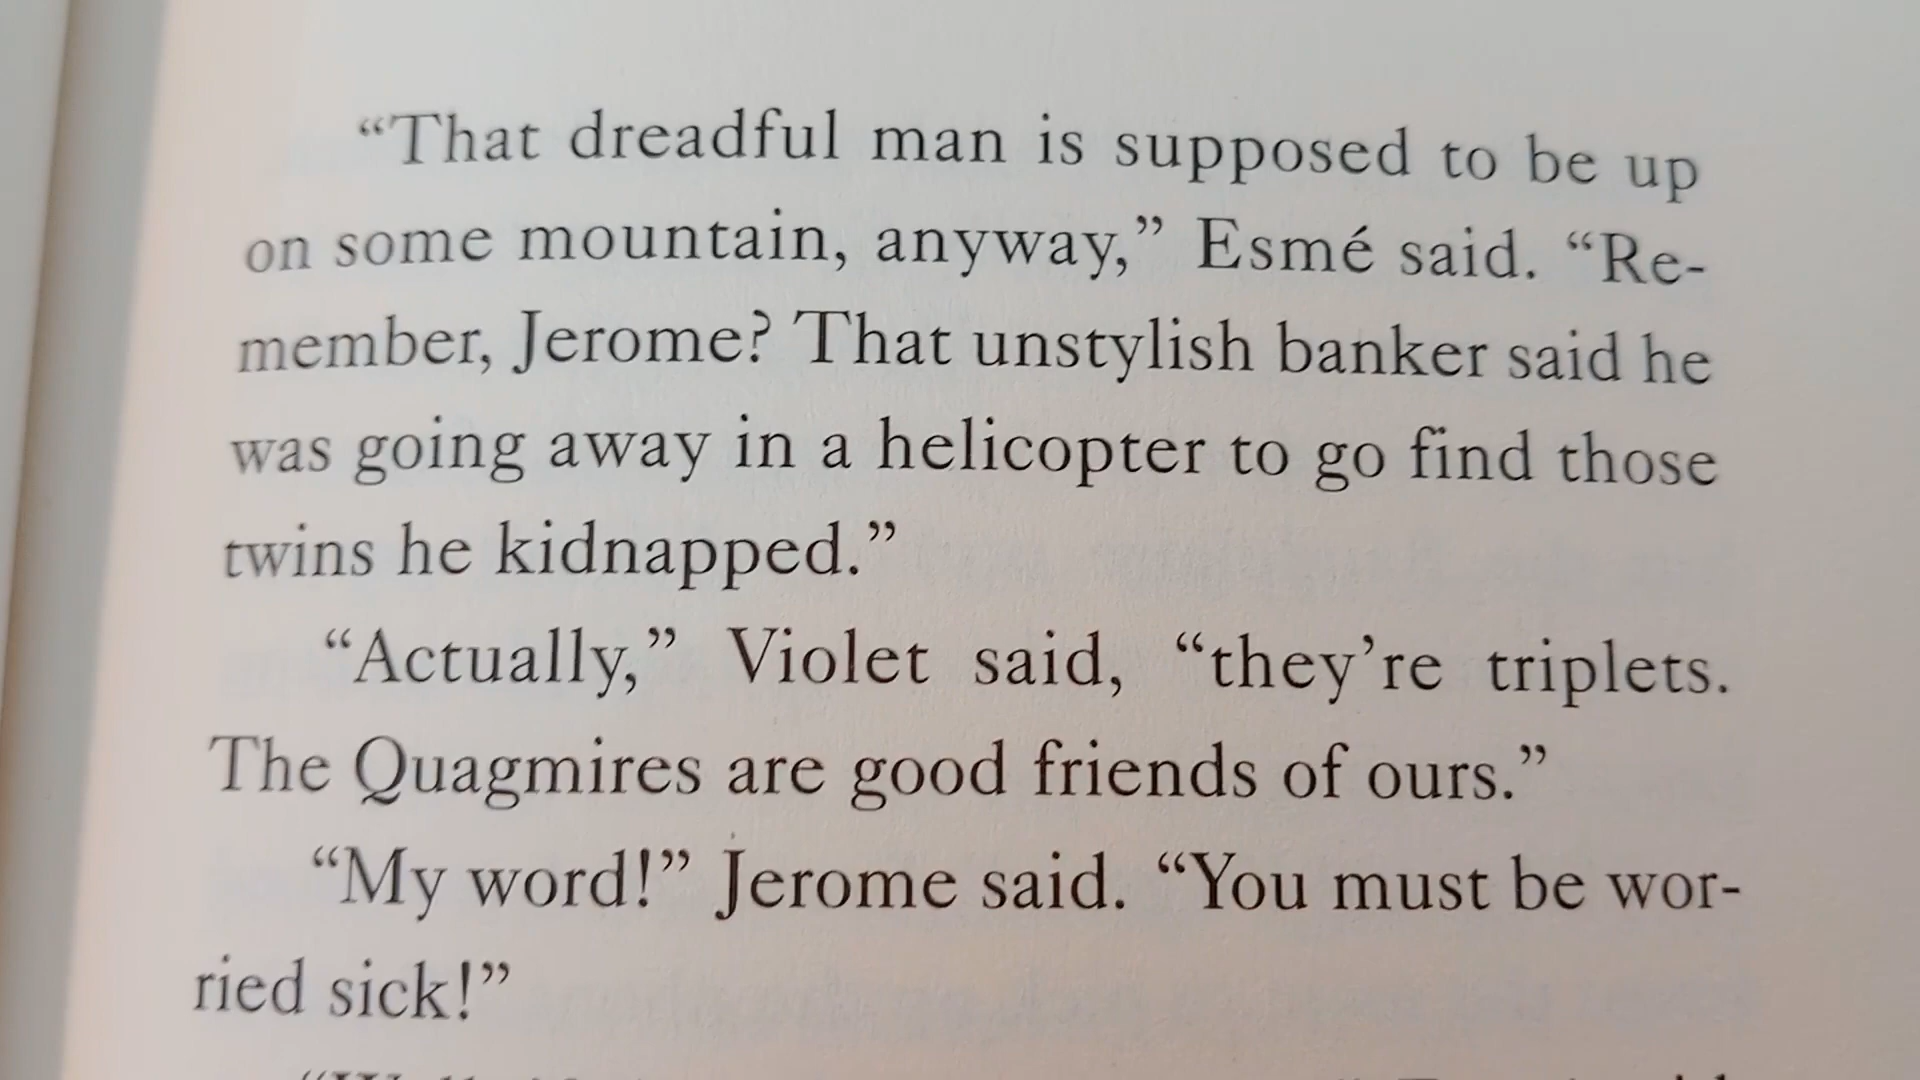 “That dreadful man is supposed to be up
on some mountain, anyway,” Esmé said. “Re-
member, Jerome? That unstylish banker said he
was going away in a helicopter to go find those
twins he kidnapped.”
“Actually,” Violet said, “they’re triplets.
The Quagmires are good friends of ours.”
“My word!” Jerome said. “You must be wor-
ried sick!”